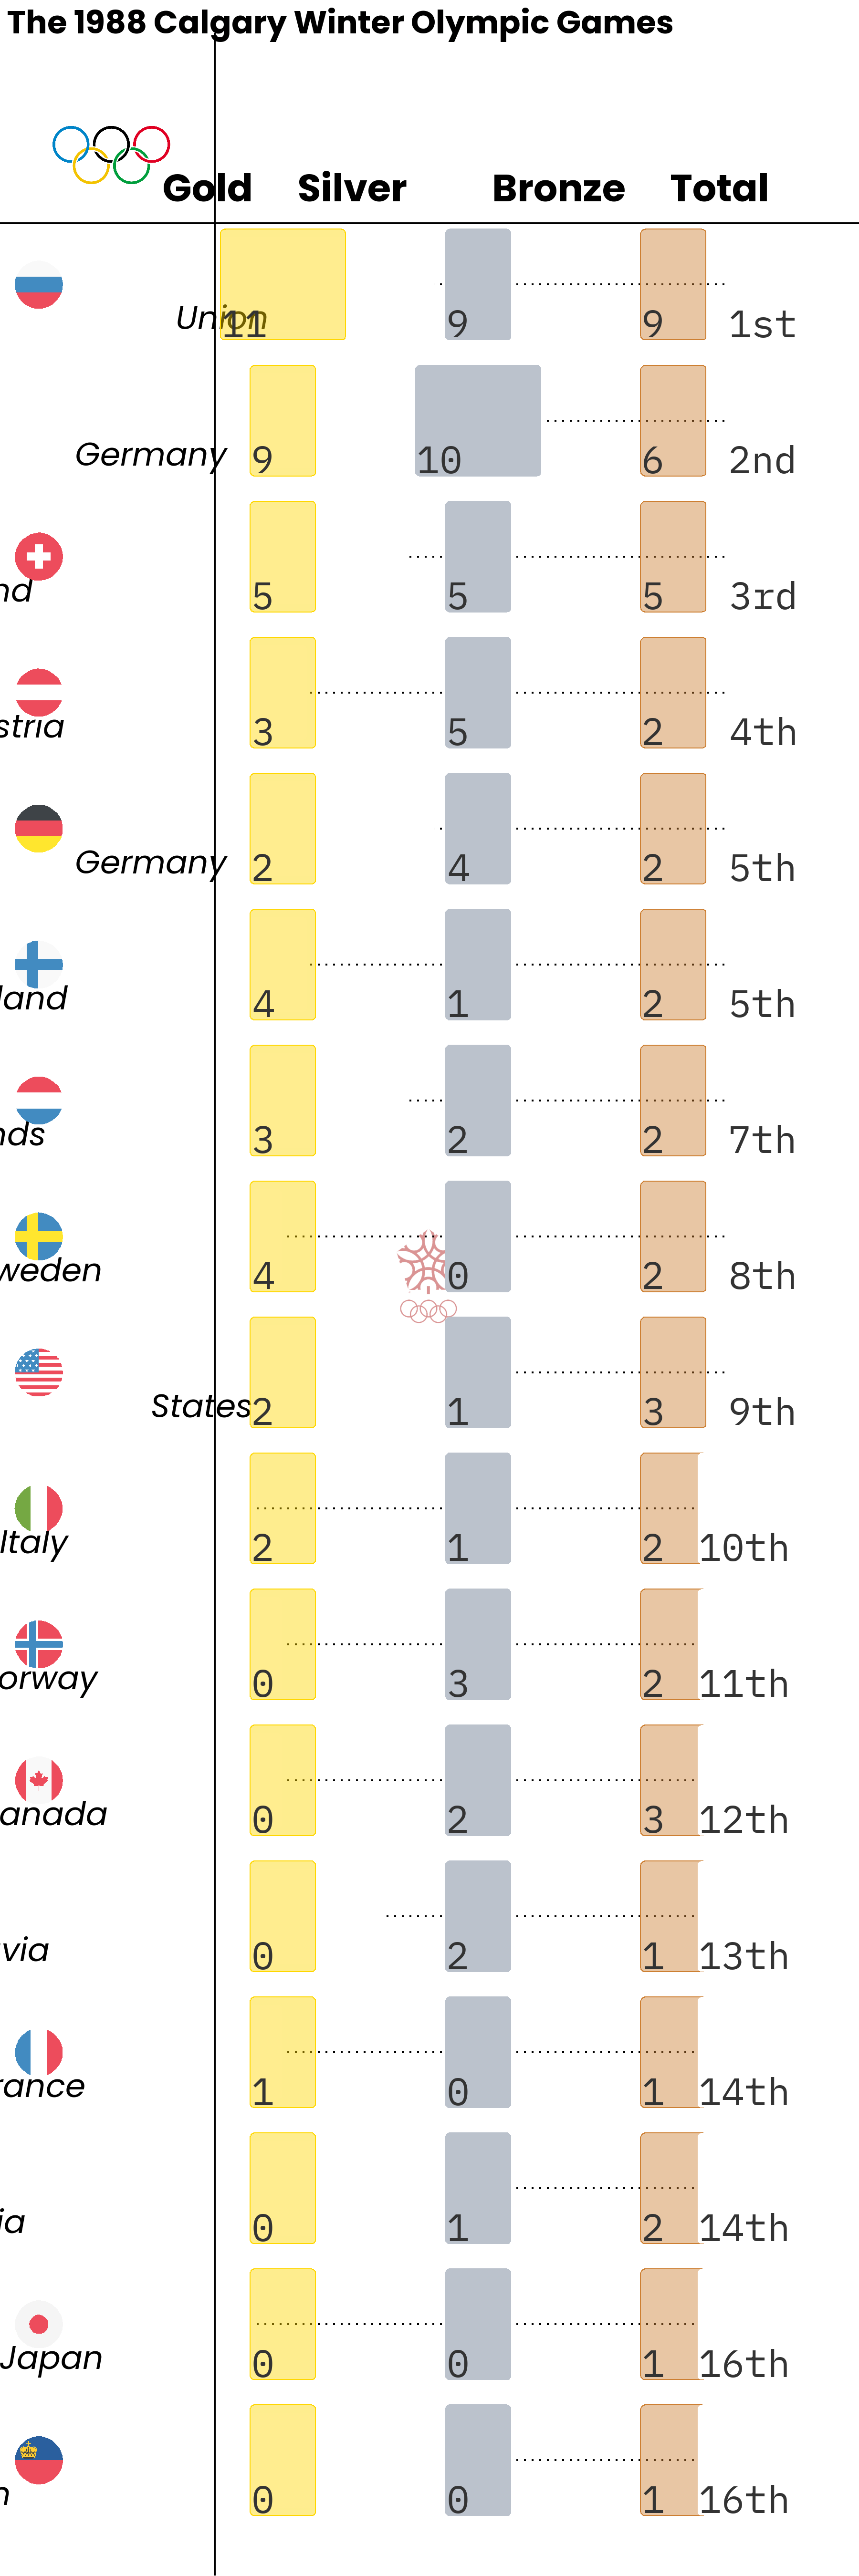 The 1988 Calgary Winter Olympic Games
Gold Silver Bronze Total
Union 11 9 9 1st
Germany 9 10 6 2nd
nd 5 5 5 3rd
stria 3 5 2 4th
Germany 2 4 2 5th
land 4 1 2 5th
nds 3 2 2 7th
weden 4 0 2 8th
States 2 1 3 9th
Italy 2 1 2 10th
orway 0 3 2 11th
anada 0 2 3 12th
via 0 2 1 13th
rance 1 0 1 14th
ia 0 1 2 14th
Japan 0 0 1 16th
n 0 0 1 16th